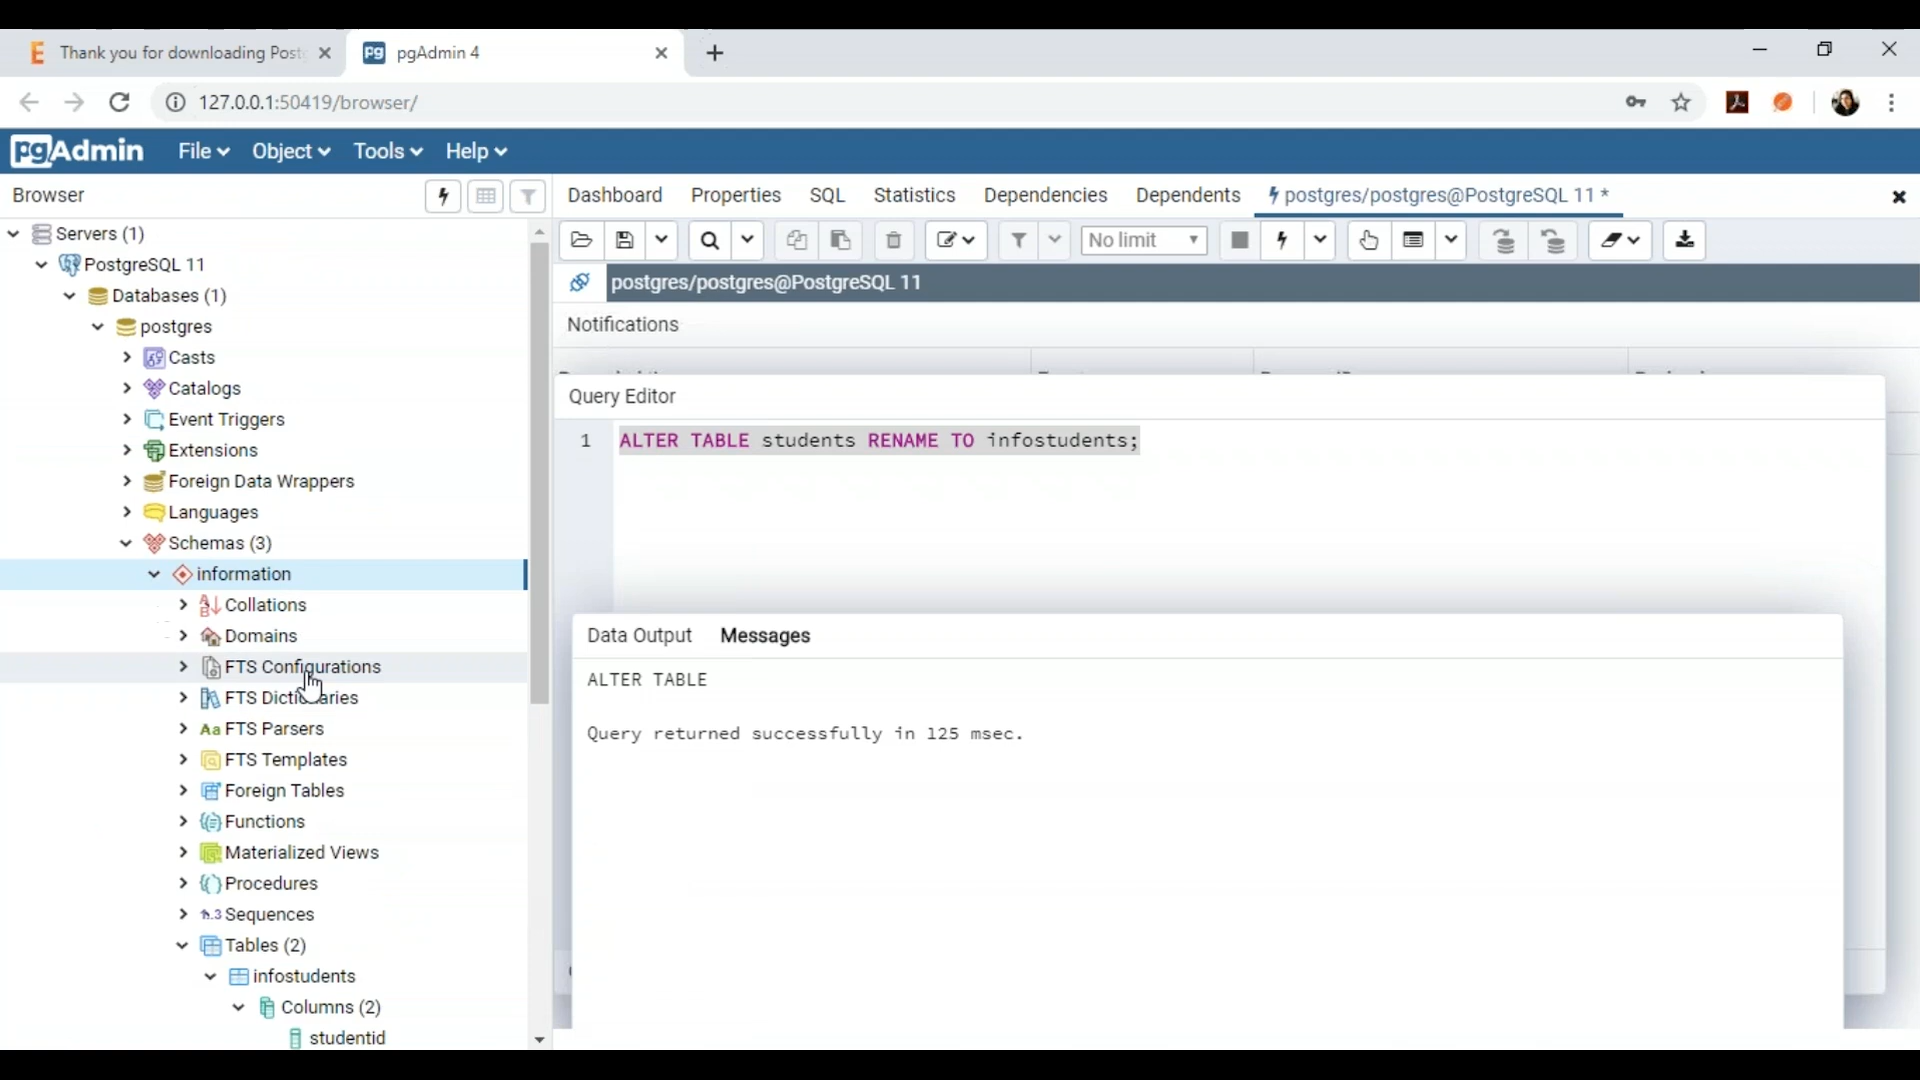 Thank you for downloading Post
pgAdmin 4
127.0.0.1:50419/browser/
pgAdmin
File
Object
Tools
Help
Browser
Dashboard
Properties
SQL
Statistics
Dependencies
Dependents
postgres/postgres@PostgreSQL 11 *
Servers (1)
PostgreSQL 11
Databases (1)
postgres
Casts
Catalogs
Event Triggers
Extensions
Foreign Data Wrappers
Languages
Schemas (3)
information
Collations
Domains
FTS Configurations
FTS Dictionaries
FTS Parsers
FTS Templates
Foreign Tables
Functions
Materialized Views
Procedures
Sequences
Tables (2)
infostudents
Columns (2)
studentid
No limit
postgres/postgres@PostgreSQL 11
Notifications
Query Editor
1 ALTER TABLE students RENAME TO infostudents;
Data Output Messages
ALTER TABLE
Query returned successfully in 125 msec.